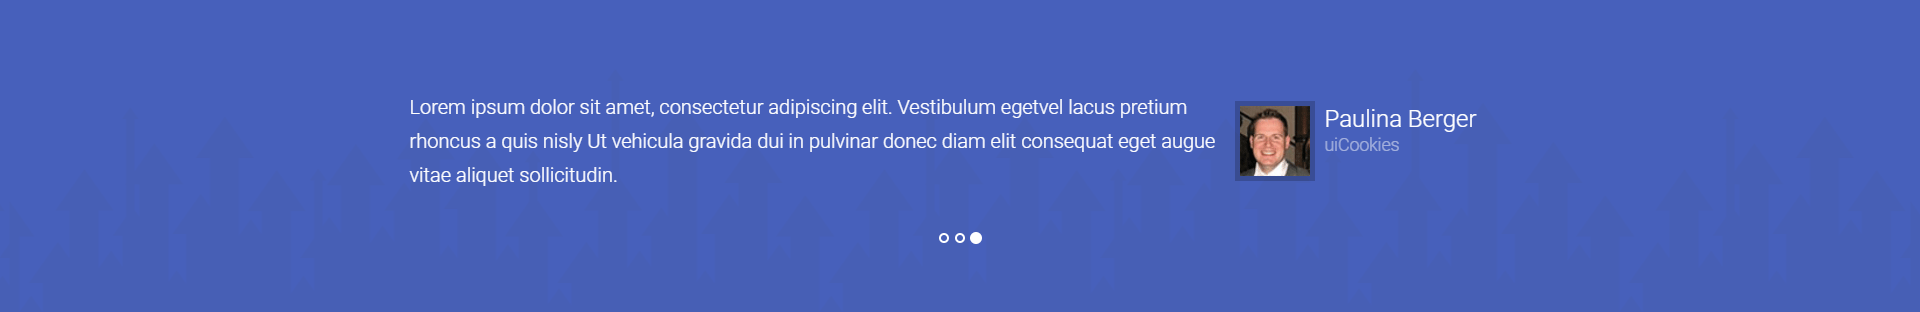 Lorem ipsum dolor sit amet, consectetur adipiscing elit. Vestibulum egetvel lacus pretium
rhoncus a quis nisly Ut vehicula gravida dui in pulvinar donec diam elit consequat eget augue
vitae aliquet sollicitudin.
Paulina Berger
uiCookies